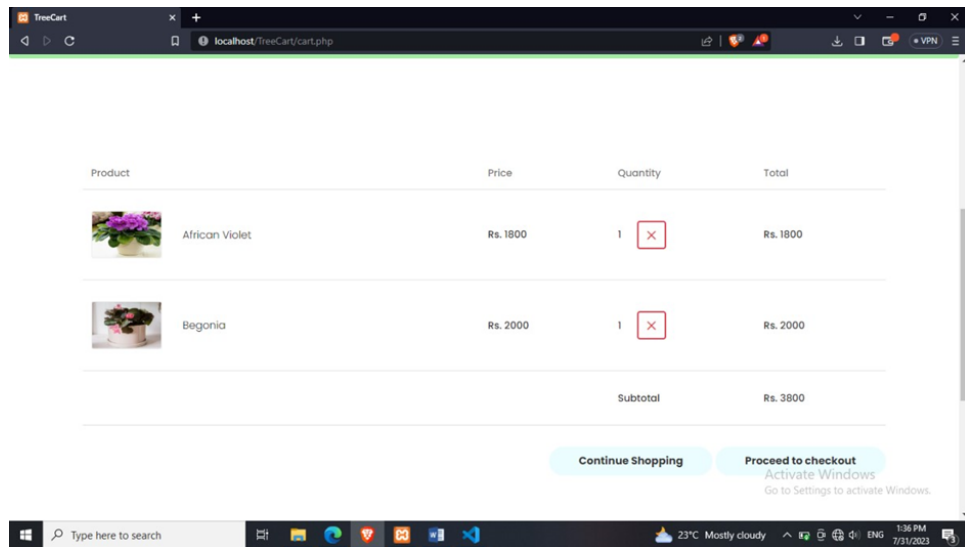 TreeCart
localhost/TreeCart/cart.php
VPN
Product Price Quantity Total
African Violet Rs. 1800 1 Rs. 1800
Begonia Rs. 2000 1 Rs. 2000
Subtotal Rs. 3800
Continue Shopping Proceed to checkout
Activate Windows
Go to Settings to activate Windows.
Type here to search
23°C Mostly cloudy ENG 1:36 PM
7/31/2023